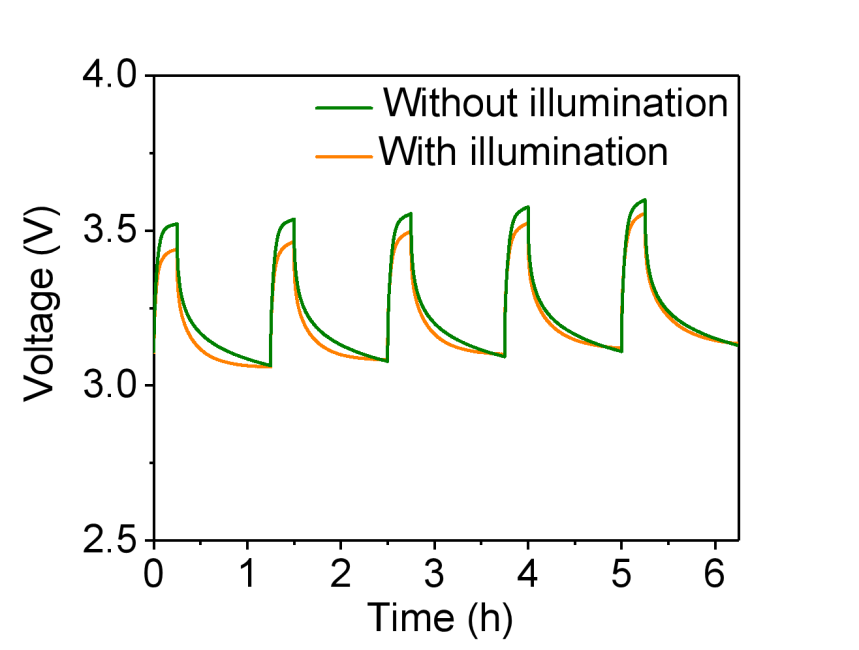 4.0
Without illumination
With illumination
3.5
Voltage (V)
3.0
2.5
0 1 2 3 4 5 6
Time (h)